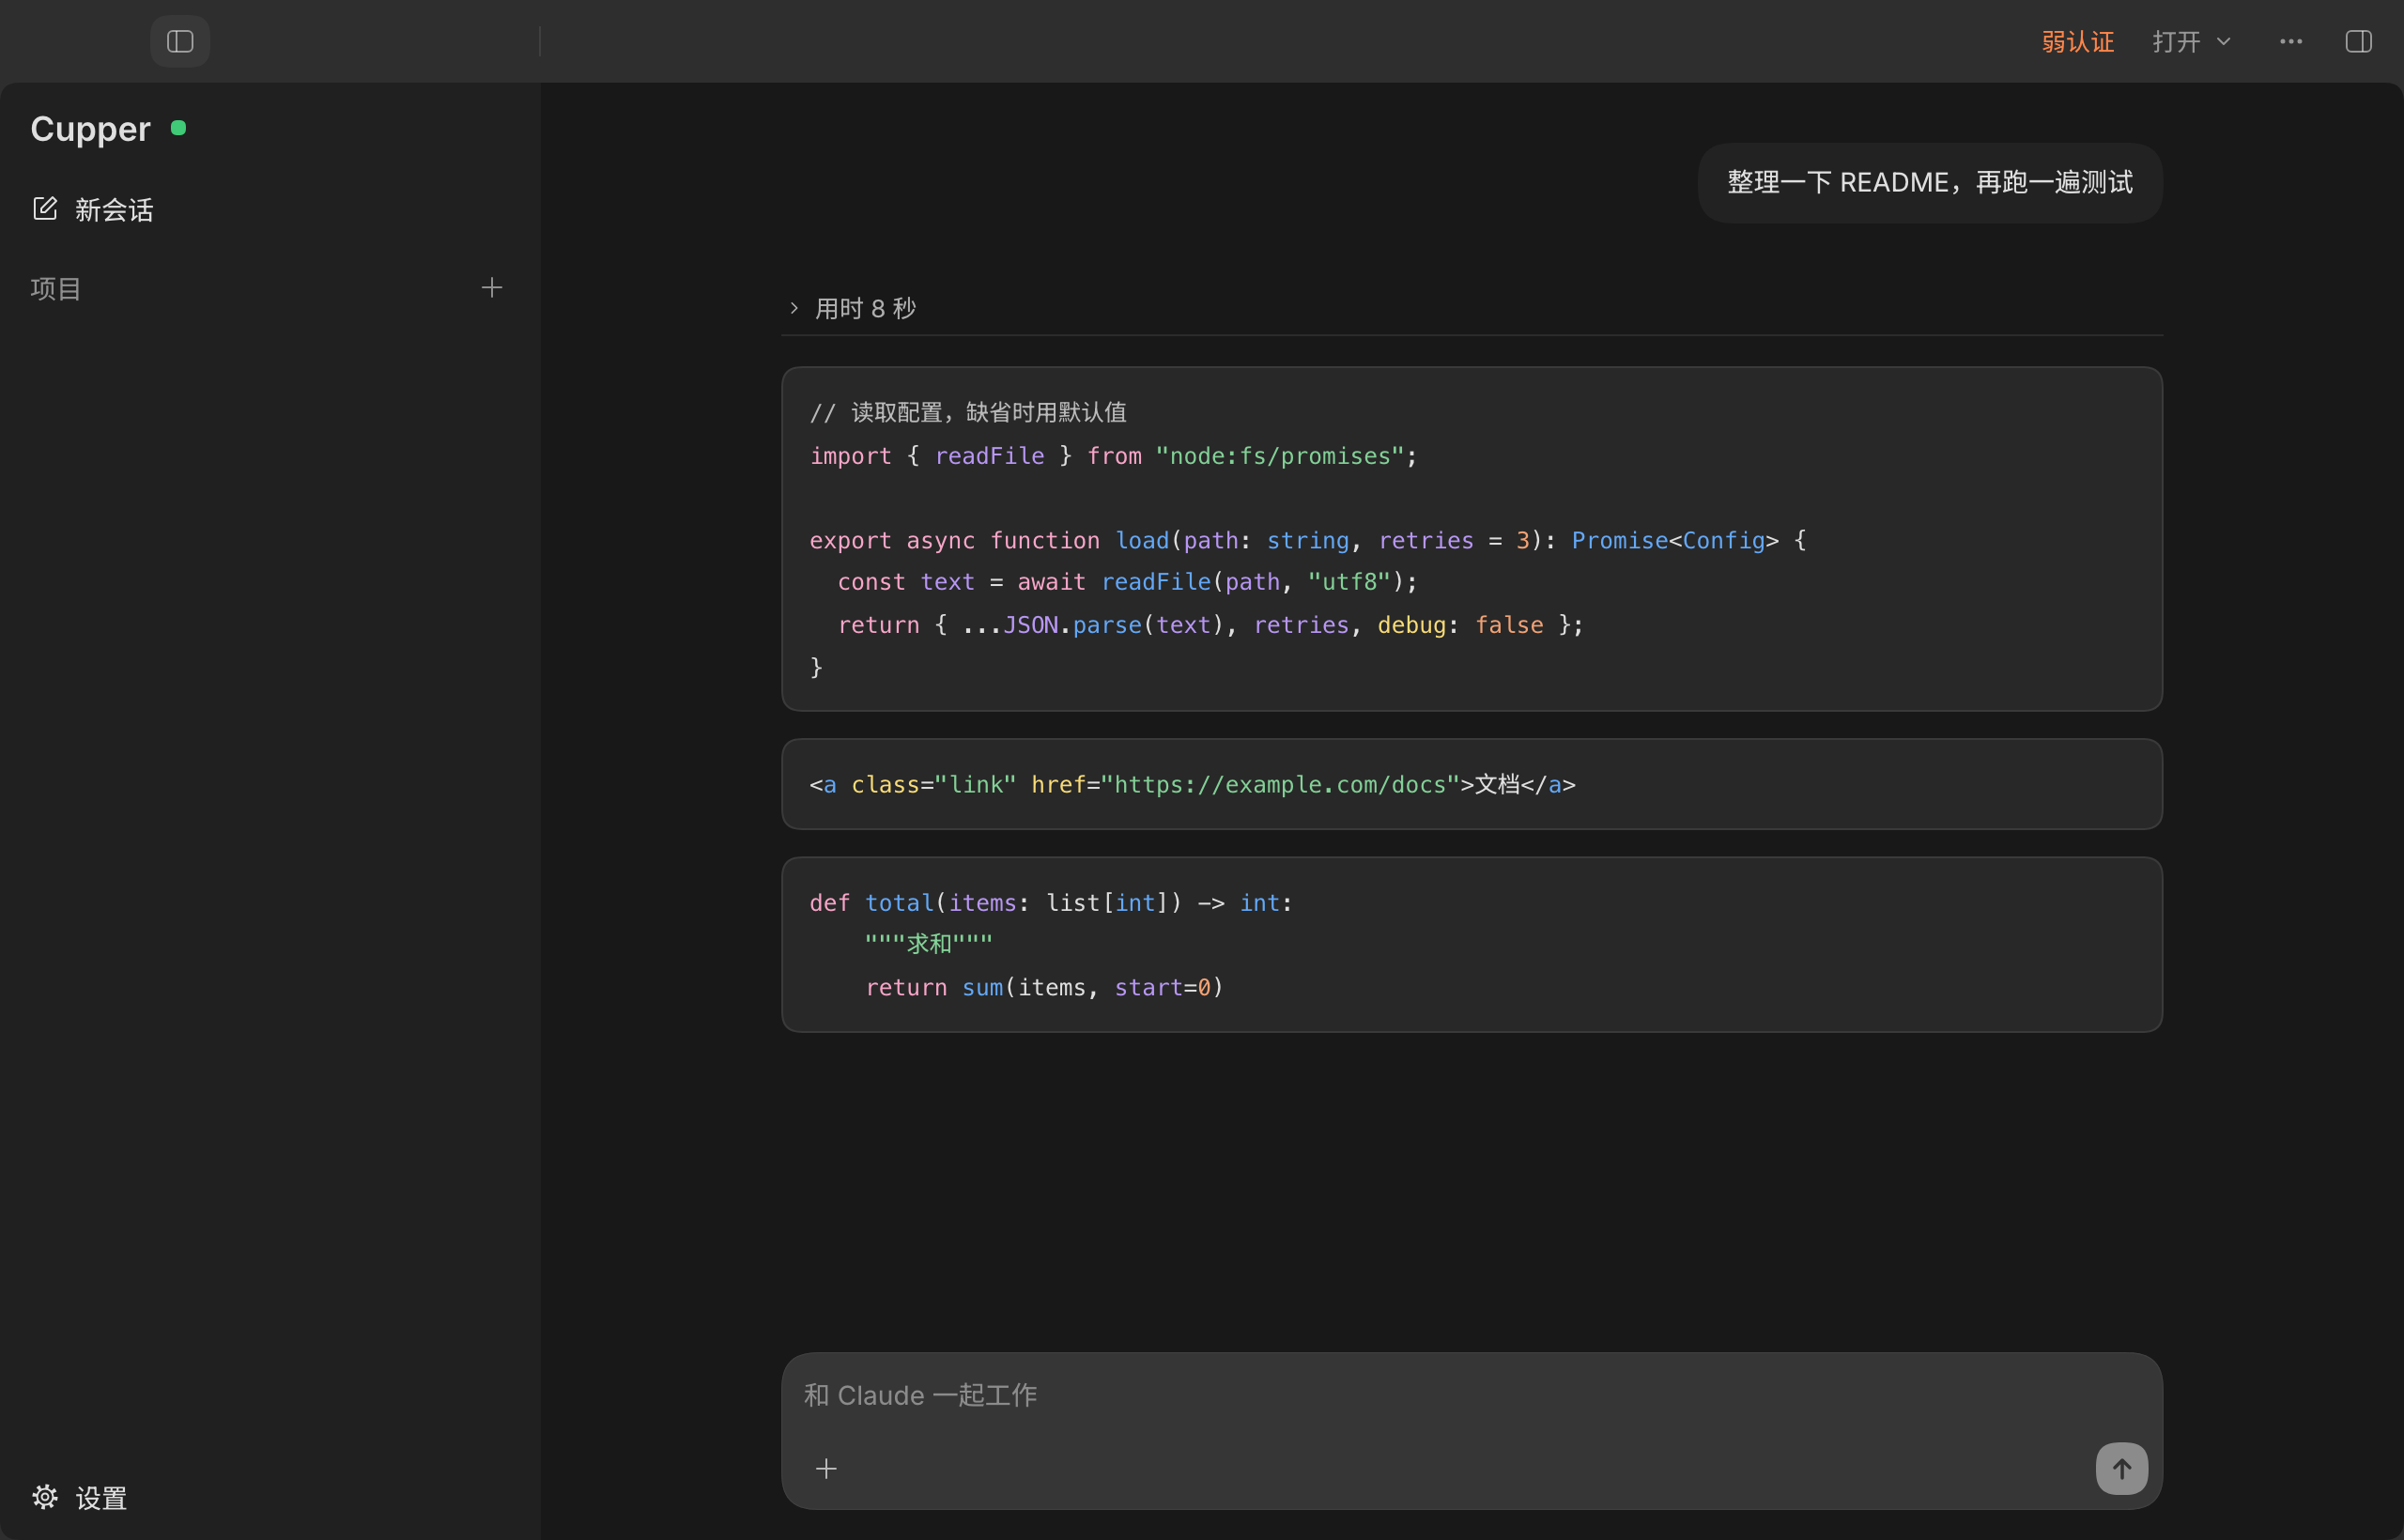 弱认证 打开
Cupper
新会话
项目
整理一下 README，再跑一遍测试
用时 8 秒
// 读取配置，缺省时用默认值
import { readFile } from "node:fs/promises";
export async function load(path: string, retries = 3): Promise<Config> {
  const text = await readFile(path, "utf8");
  return { ...JSON.parse(text), retries, debug: false };
}
<a class="link" href="https://example.com/docs">文档</a>
def total(items: list[int]) -> int:
    """求和"""
    return sum(items, start=0)
和 Claude 一起工作
设置